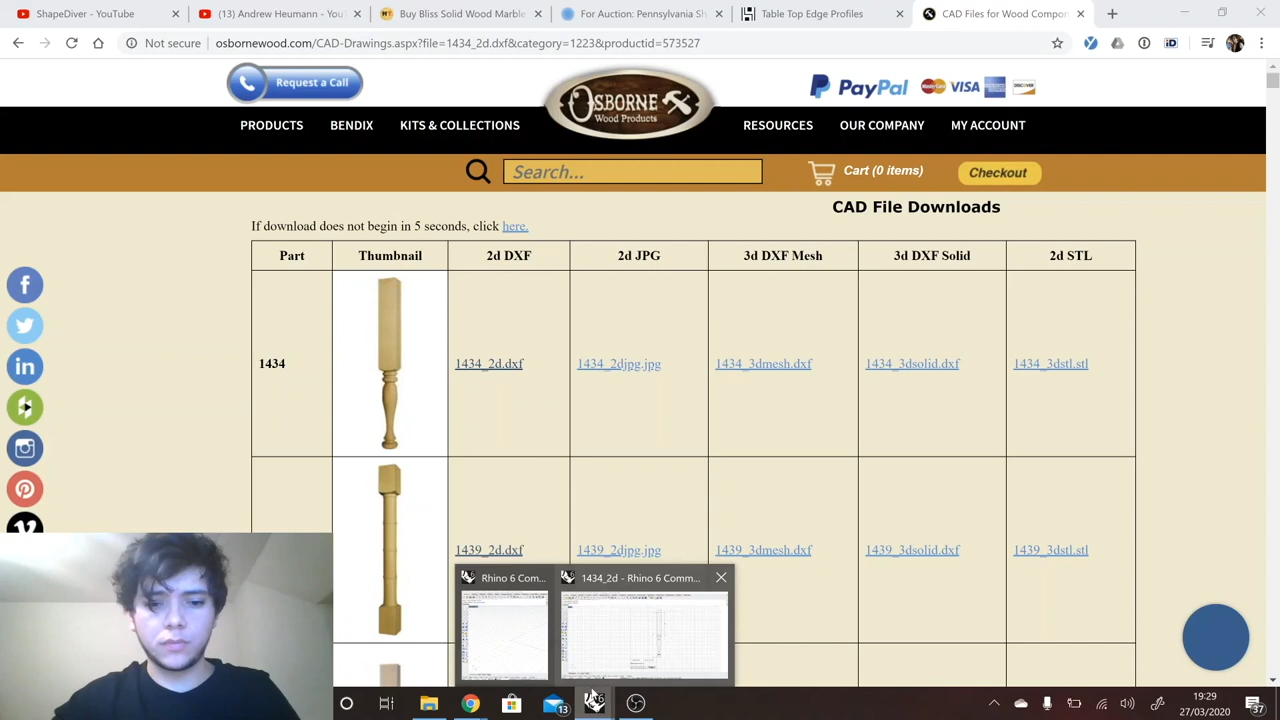 ShapeDiver - YouTube
(13) Andrew Heumann - YouT
Buy Bliss Solid Wood Marble
For Auction: Pennsylvania Sh
Table Top Edge Profiles
CAD Files for Wood Compon
Not secure
osbornewood.com/CAD-Drawings.aspx?file=1434_2d.dxf&category=1223&productid=573527
Request a Call
OSBORNE
Wood Products
PayPal
VISA
DISCOVER
PRODUCTS
BENDIX
KITS & COLLECTIONS
RESOURCES
OUR COMPANY
MY ACCOUNT
Search...
Cart (0 items)
Checkout
CAD File Downloads
If download does not begin in 5 seconds, click here.
Part Thumbnail 2d DXF 2d JPG 3d DXF Mesh 3d DXF Solid 2d STL
1434 1434_2d.dxf 1434_2djpg.jpg 1434_3dmesh.dxf 1434_3dsolid.dxf 1434_3dstl.stl
1439_2d.dxf 1439_2djpg.jpg 1439_3dmesh.dxf 1439_3dsolid.dxf 1439_3dstl.stl
Rhino 6 Com...
1434_2d - Rhino 6 Comm...
13
19:29
27/03/2020
37